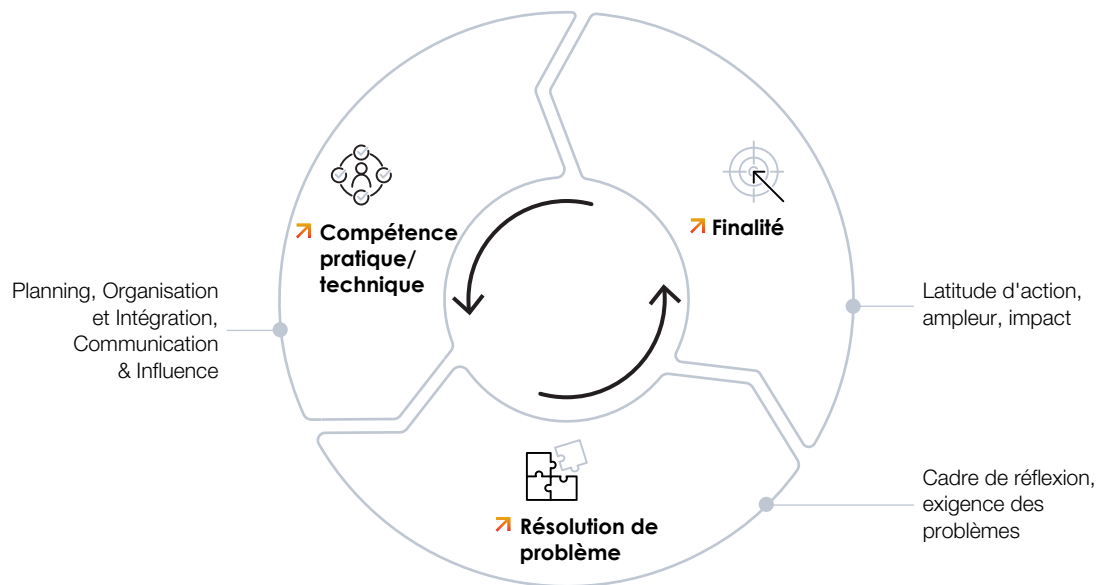 Compétence
pratique/
technique
Finalité
Planning, Organisation
et Intégration,
Communication
& Influence
Latitude d'action,
ampleur, impact
Résolution de
problème
Cadre de réflexion,
exigence des
problèmes